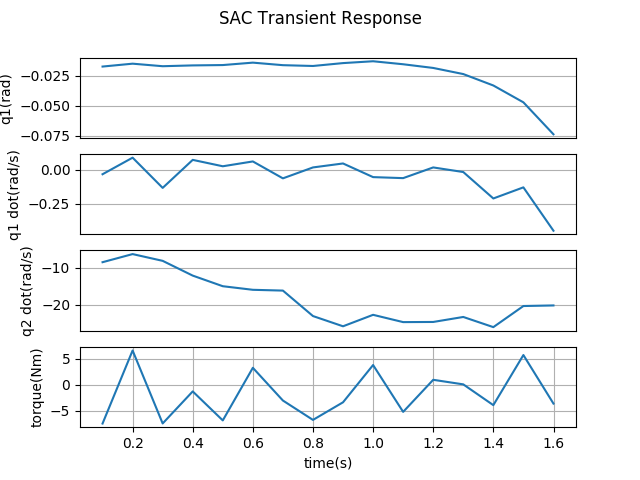 SAC Transient Response
q1(rad)
−0.025
−0.050
−0.075
q1 dot(rad/s)
0.00
−0.25
q2 dot(rad/s)
−10
−20
torque(Nm)
5
0
−5
0.2 0.4 0.6 0.8 1.0 1.2 1.4 1.6
time(s)